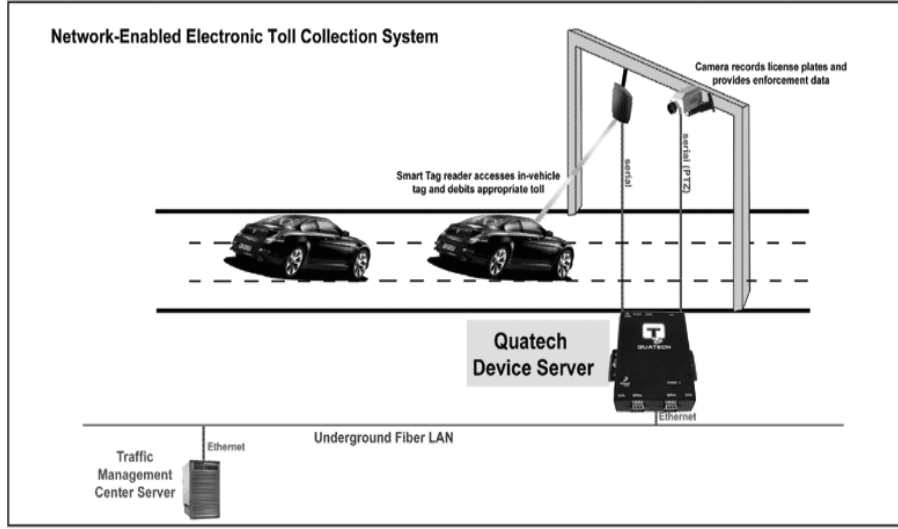 Network-Enabled Electronic Toll Collection System
Camera records license plates and
provides enforcement data
Smart Tag reader accesses in-vehicle
tag and debits appropriate toll
serial
serial (PTZ)
Quatech
Device Server
QUATECH
Ethernet
Underground Fiber LAN
Ethernet
Traffic
Management
Center Server